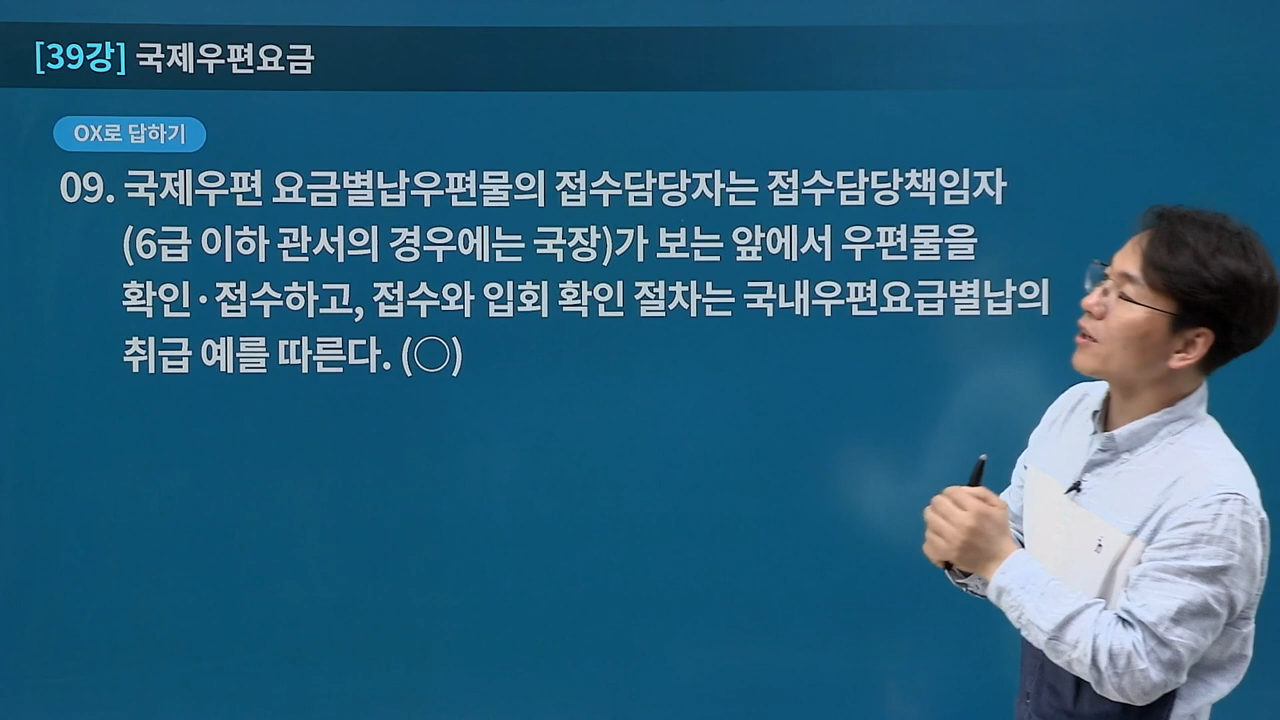 [39강] 국제우편요금
OX로 답하기
09. 국제우편 요금별납우편물의 접수담당자는 접수담당책임자
(6급 이하 관서의 경우에는 국장)가 보는 앞에서 우편물을
확인·접수하고, 접수와 입회 확인 절차는 국내우편요급별납의
취급 예를 따른다. (○)